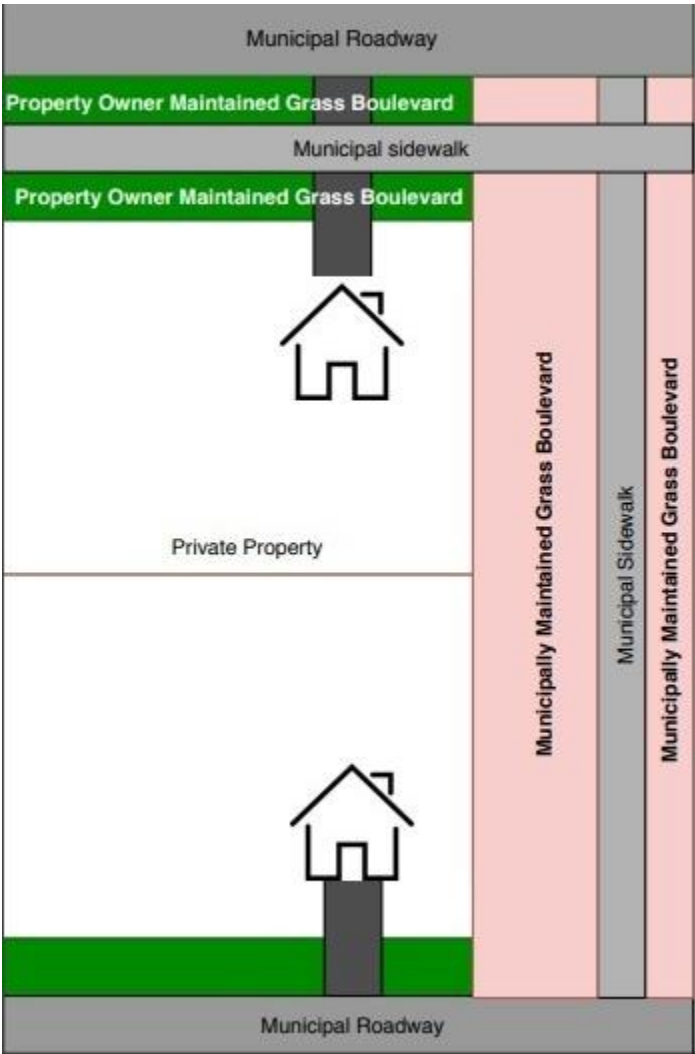 Municipal Roadway
Property Owner Maintained Grass Boulevard
Municipal sidewalk
Property Owner Maintained Grass Boulevard
Private Property
Municipally Maintained Grass Boulevard
Municipal Sidewalk
Municipally Maintained Grass Boulevard
Municipal Roadway